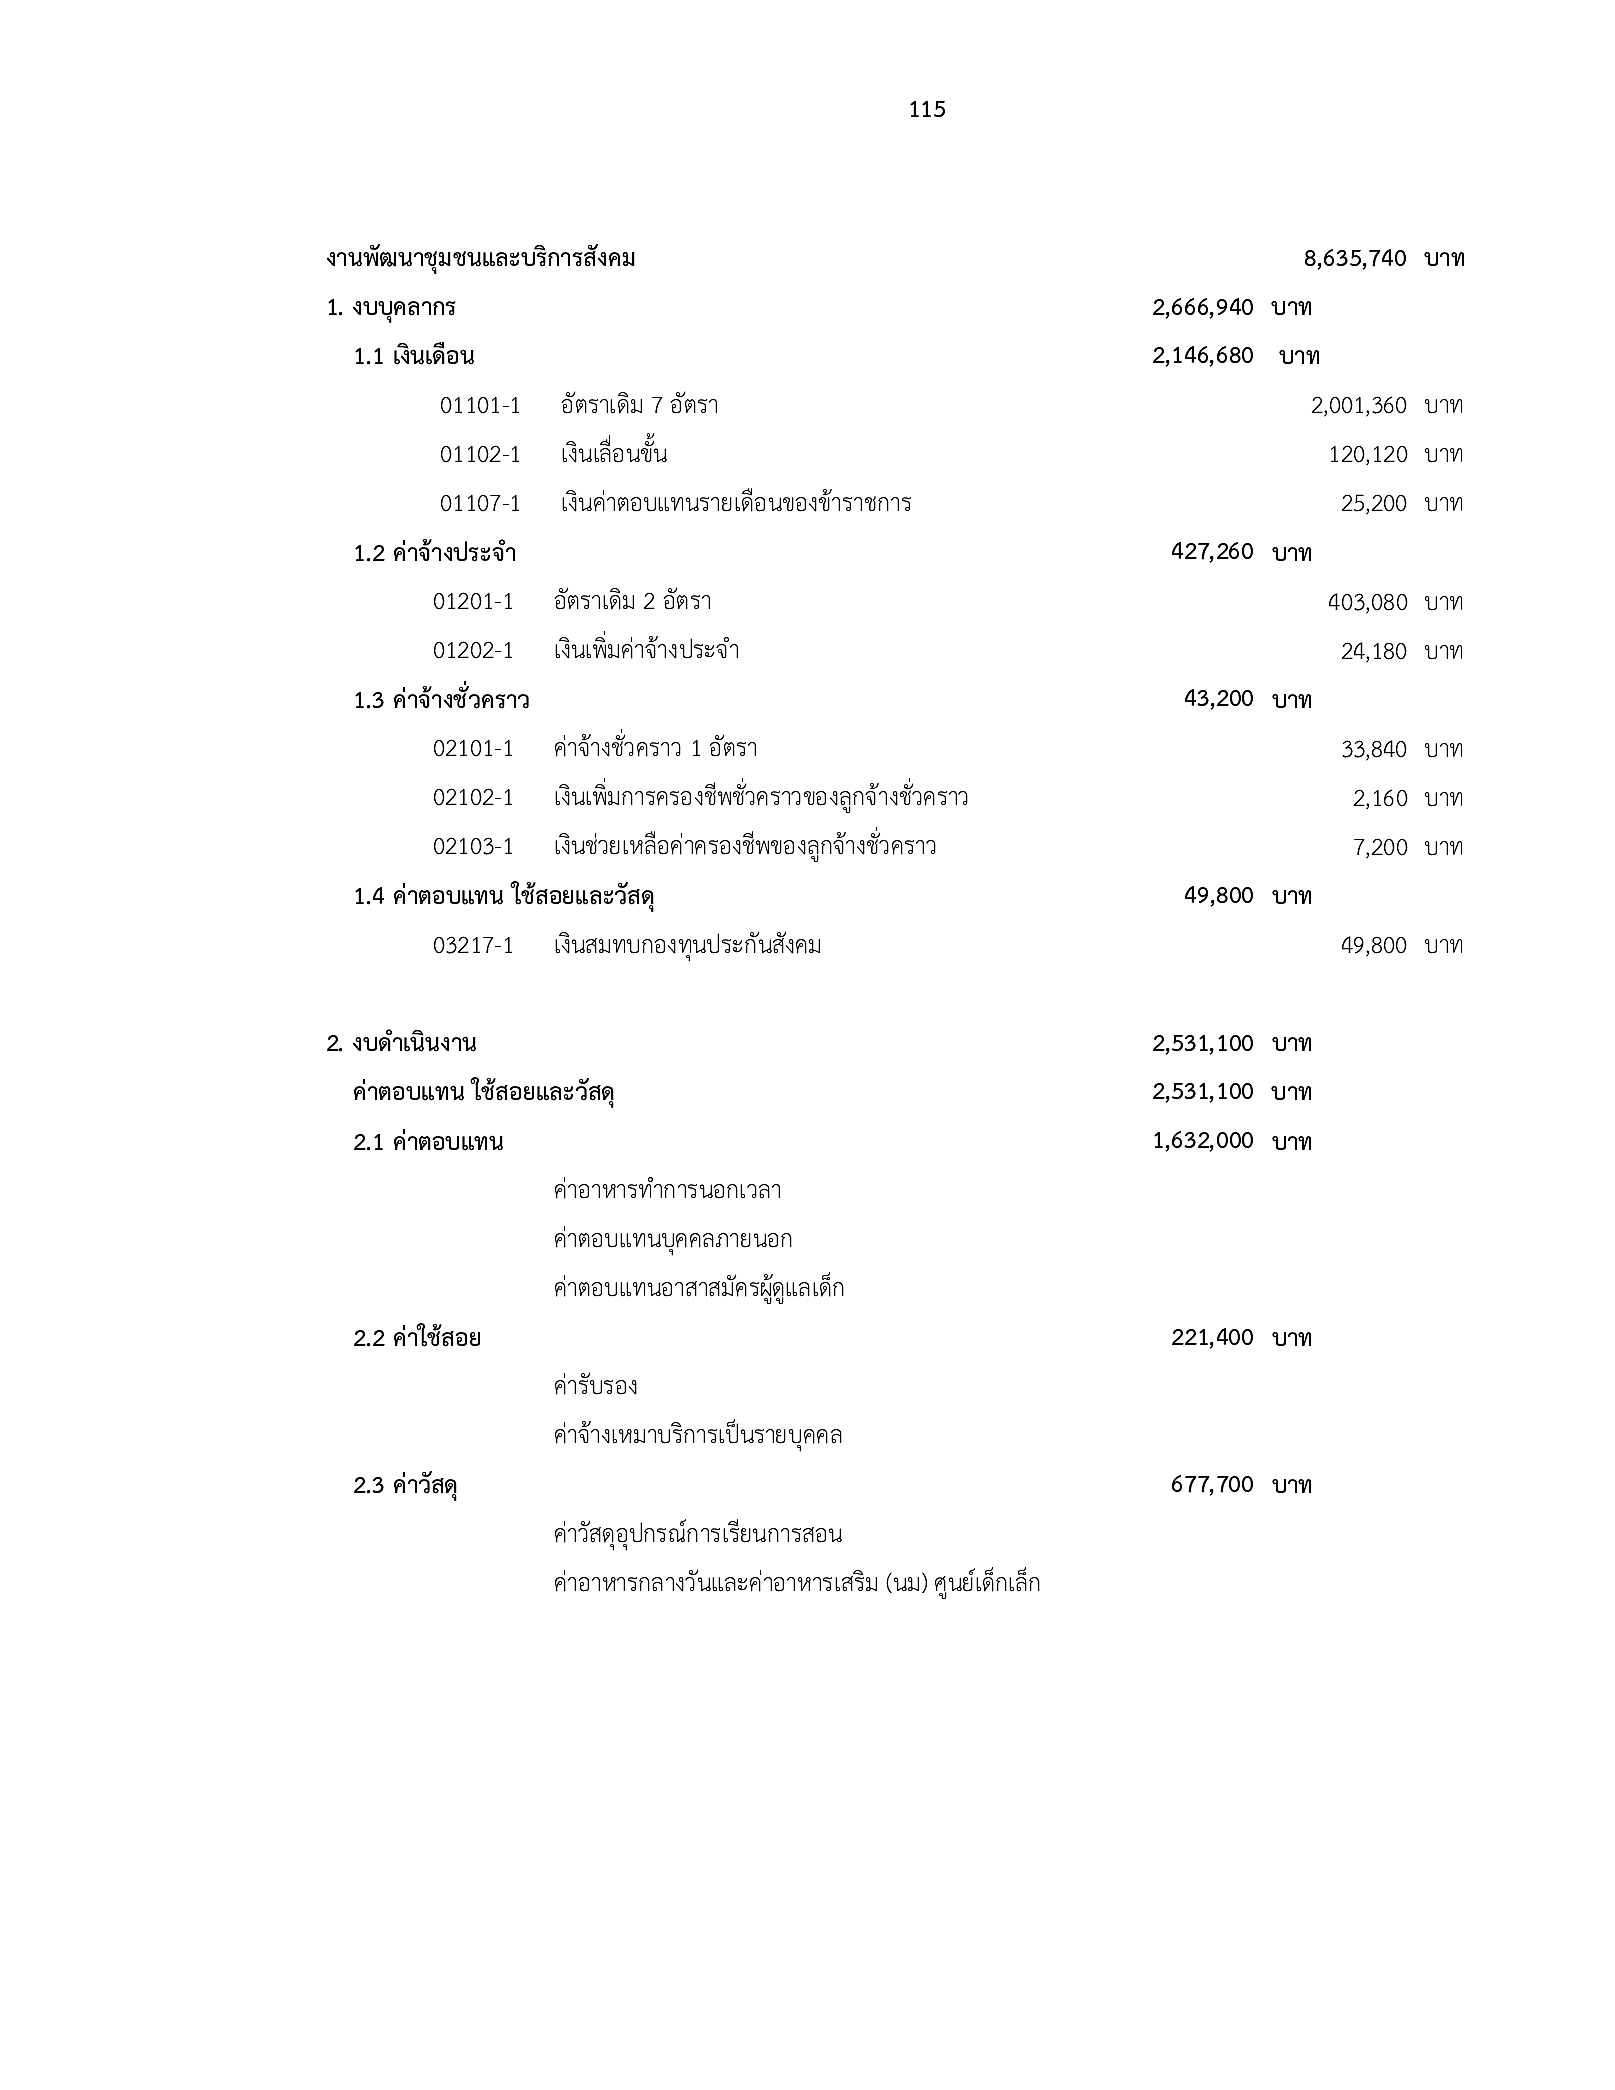 115
งานพัฒนาชุมชนและบริการสังคม 8,635,740 บาท
1. งบบุคลากร 2,666,940 บาท
1.1 เงินเดือน 2,146,680 บาท
01101-1 อัตราเดิม 7 อัตรา 2,001,360 บาท
01102-1 เงินเลื่อนขั้น 120,120 บาท
01107-1 เงินค่าตอบแทนรายเดือนของข้าราชการ 25,200 บาท
1.2 ค่าจ้างประจำ 427,260 บาท
01201-1 อัตราเดิม 2 อัตรา 403,080 บาท
01202-1 เงินเพิ่มค่าจ้างประจำ 24,180 บาท
1.3 ค่าจ้างชั่วคราว 43,200 บาท
02101-1 ค่าจ้างชั่วคราว 1 อัตรา 33,840 บาท
02102-1 เงินเพิ่มการครองชีพชั่วคราวของลูกจ้างชั่วคราว 2,160 บาท
02103-1 เงินช่วยเหลือค่าครองชีพของลูกจ้างชั่วคราว 7,200 บาท
1.4 ค่าตอบแทน ใช้สอยและวัสดุ 49,800 บาท
03217-1 เงินสมทบกองทุนประกันสังคม 49,800 บาท
2. งบดำเนินงาน 2,531,100 บาท
ค่าตอบแทน ใช้สอยและวัสดุ 2,531,100 บาท
2.1 ค่าตอบแทน 1,632,000 บาท
ค่าอาหารทำการนอกเวลา
ค่าตอบแทนบุคคลภายนอก
ค่าตอบแทนอาสาสมัครผู้ดูแลเด็ก
2.2 ค่าใช้สอย 221,400 บาท
ค่ารับรอง
ค่าจ้างเหมาบริการเป็นรายบุคคล
2.3 ค่าวัสดุ 677,700 บาท
ค่าวัสดุอุปกรณ์การเรียนการสอน
ค่าอาหารกลางวันและค่าอาหารเสริม (นม) ศูนย์เด็กเล็ก